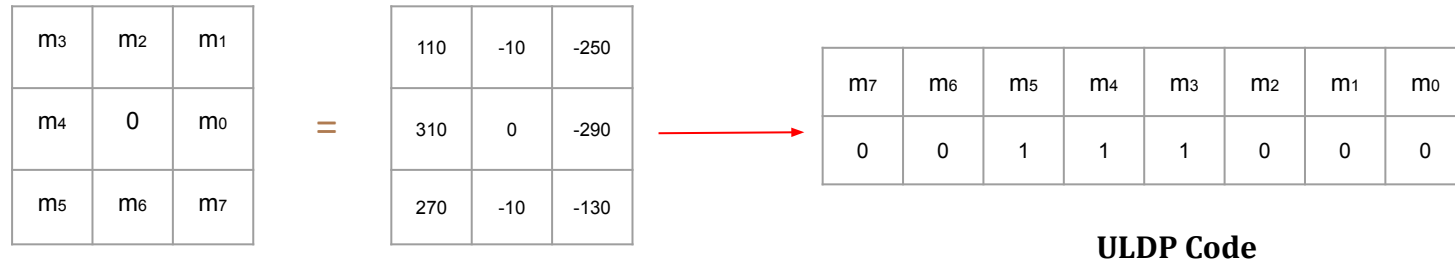 m3 m2 m1
m4 0 m0
m5 m6 m7
=
110 -10 -250
310 0 -290
270 -10 -130
m7 m6 m5 m4 m3 m2 m1 m0
0 0 1 1 1 0 0 0
ULDP Code